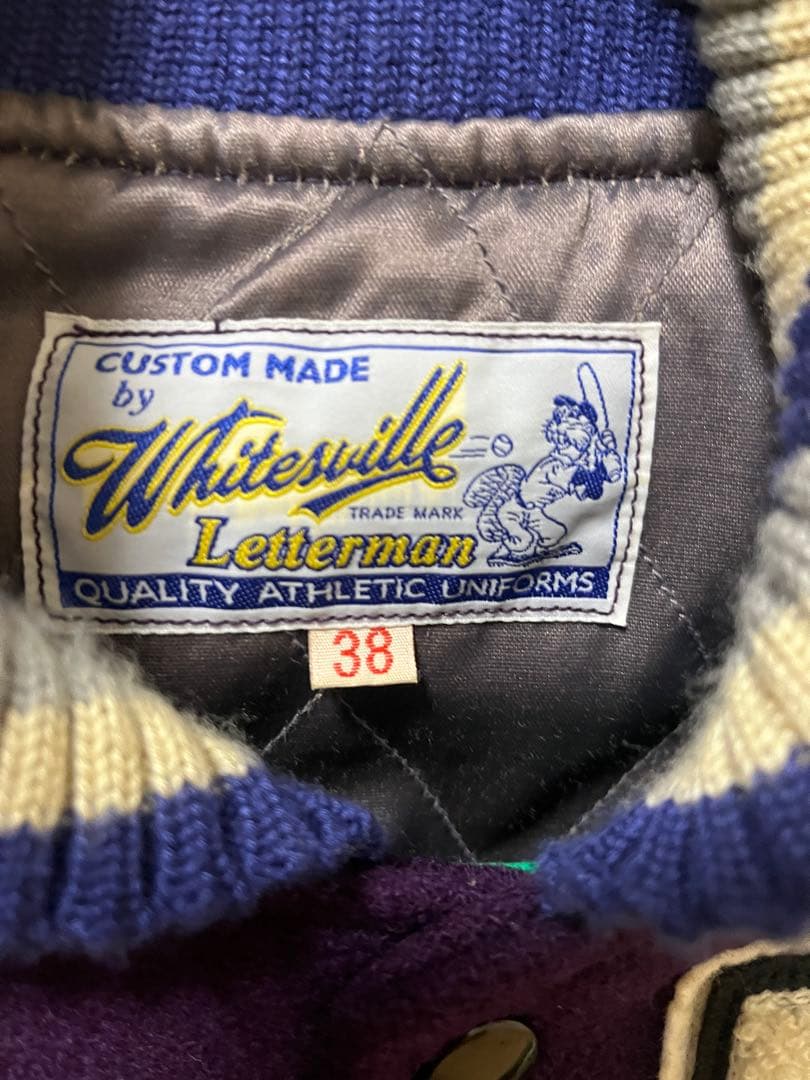 CUSTOM MADE
by
Whitesville
TRADE MARK
Letterman
QUALITY ATHLETIC UNIFORMS
38